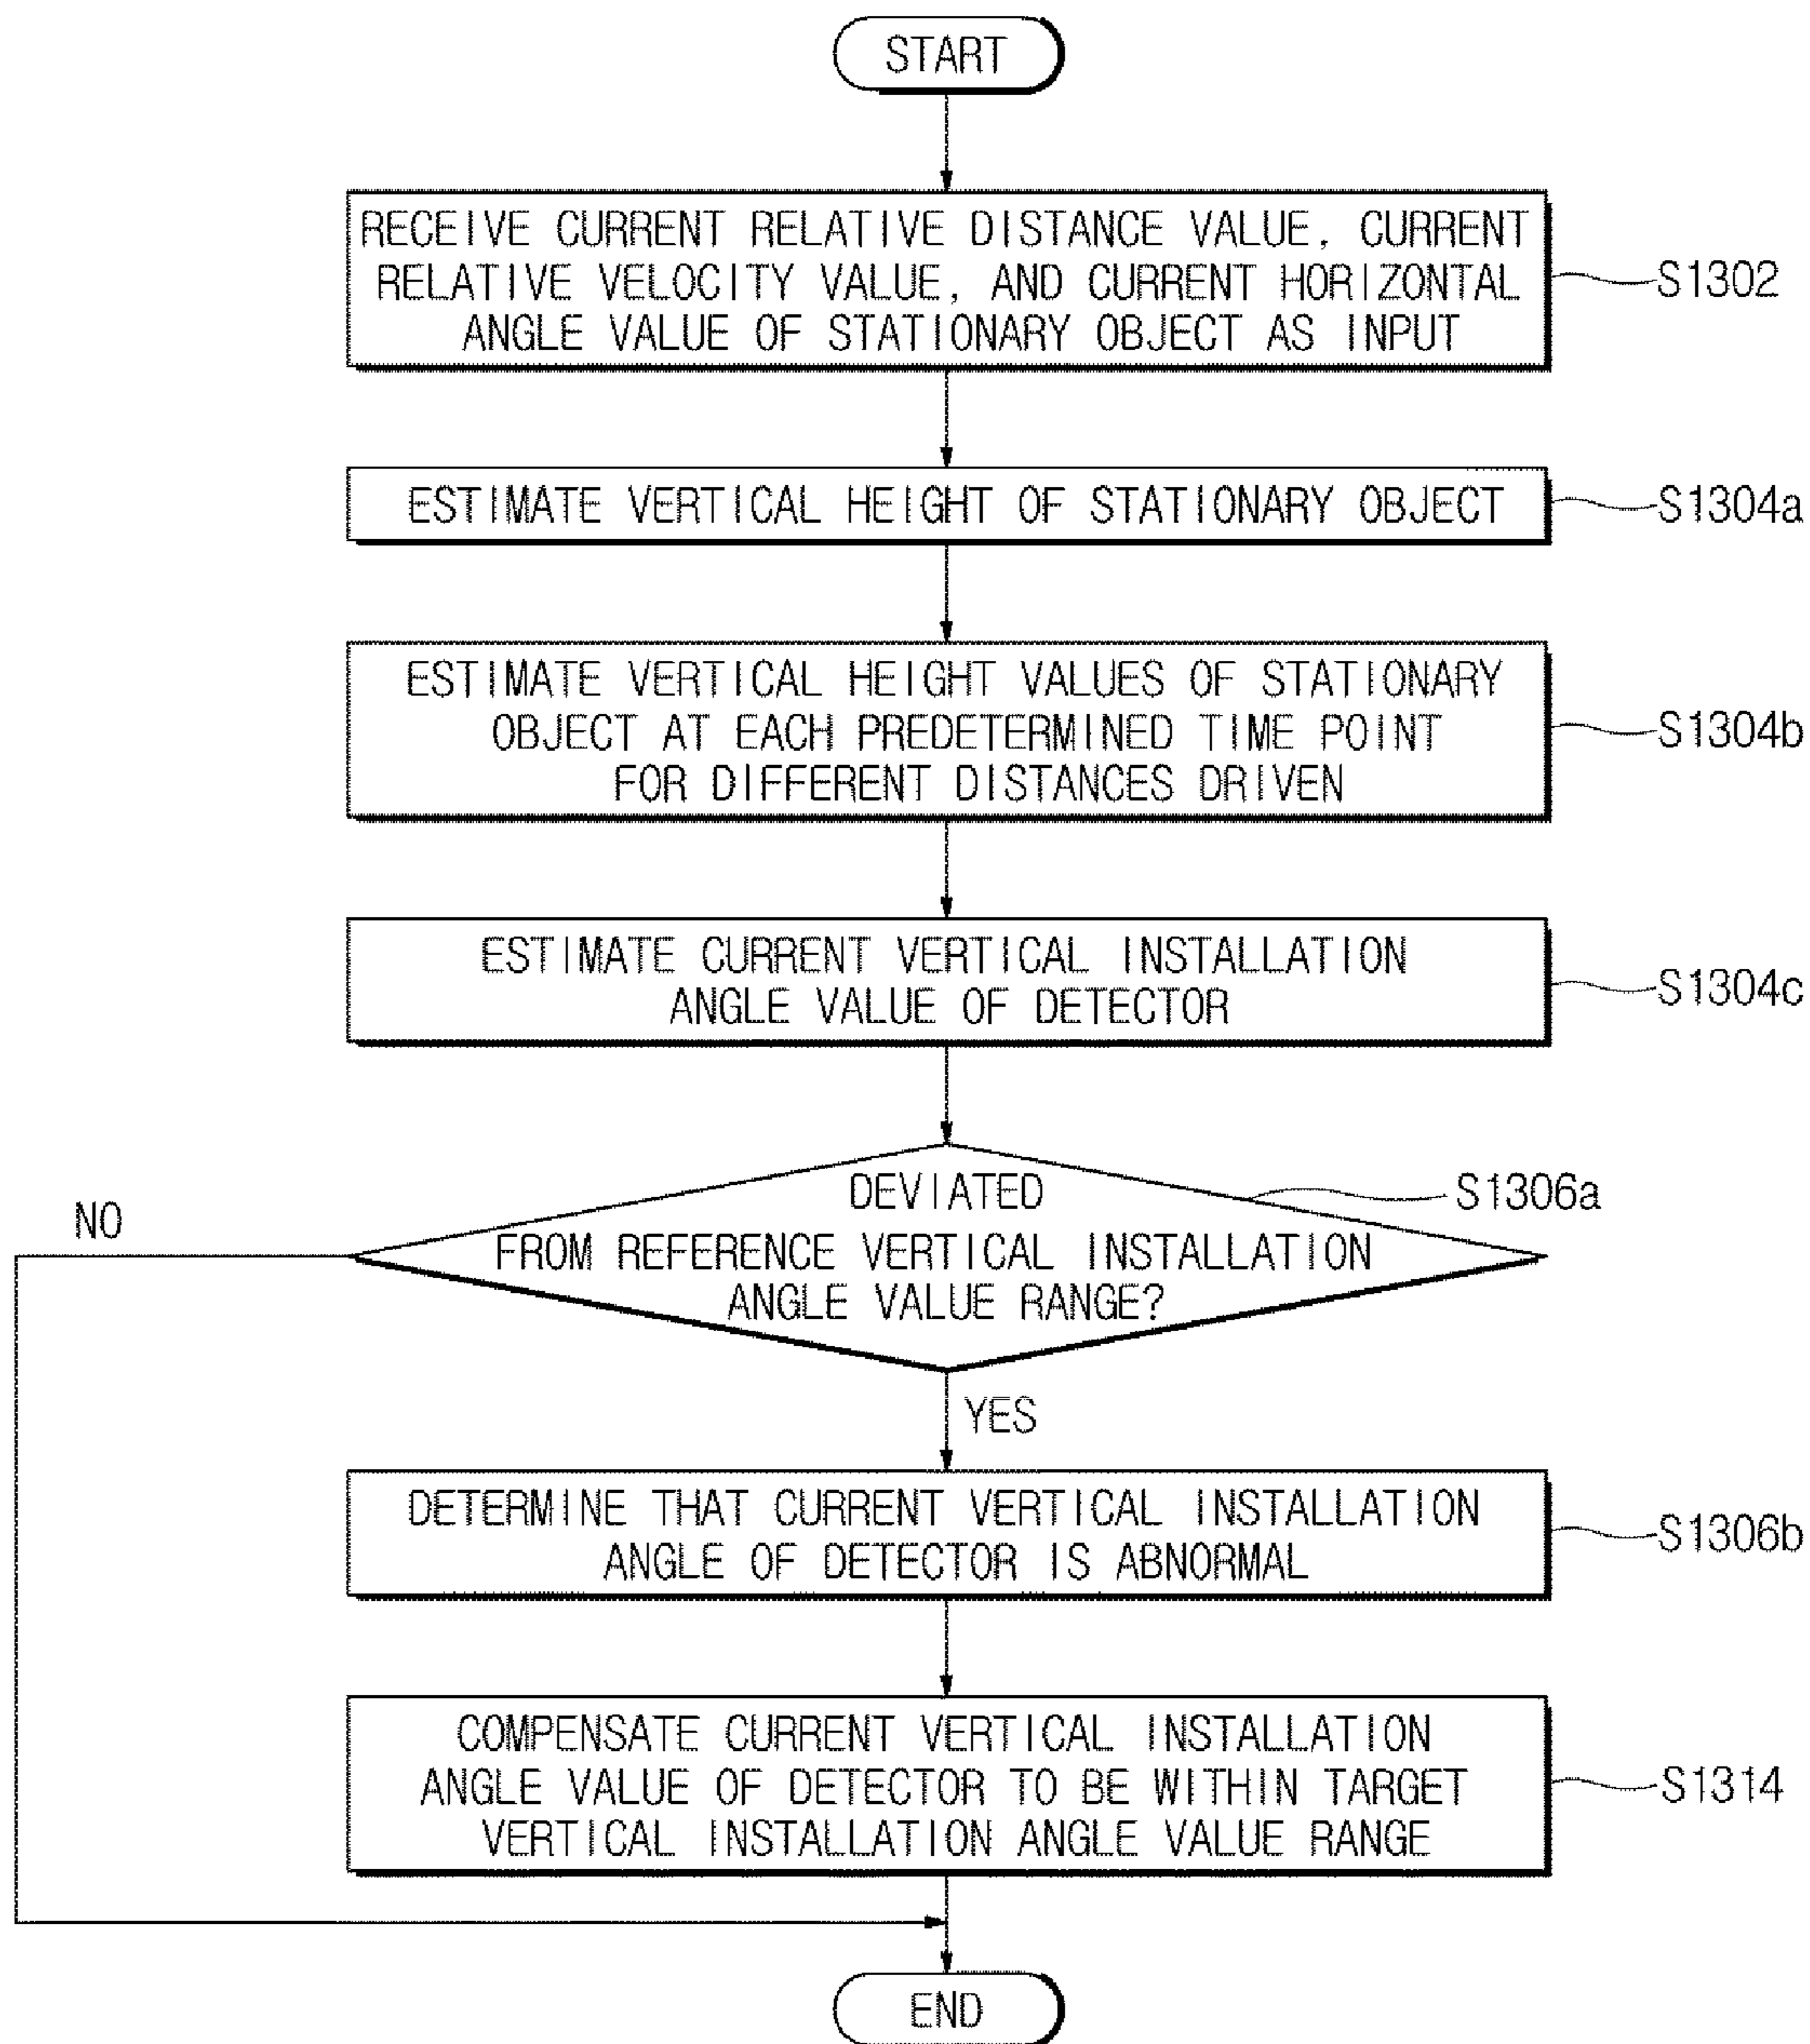 START
RECEIVE CURRENT RELATIVE DISTANCE VALUE, CURRENT
RELATIVE VELOCITY VALUE, AND CURRENT HORIZONTAL
ANGLE VALUE OF STATIONARY OBJECT AS INPUT
S1302
ESTIMATE VERTICAL HEIGHT OF STATIONARY OBJECT
S1304a
ESTIMATE VERTICAL HEIGHT VALUES OF STATIONARY
OBJECT AT EACH PREDETERMINED TIME POINT
FOR DIFFERENT DISTANCES DRIVEN
S1304b
ESTIMATE CURRENT VERTICAL INSTALLATION
ANGLE VALUE OF DETECTOR
S1304c
DEVIATED
FROM REFERENCE VERTICAL INSTALLATION
ANGLE VALUE RANGE?
S1306a
NO
YES
DETERMINE THAT CURRENT VERTICAL INSTALLATION
ANGLE OF DETECTOR IS ABNORMAL
S1306b
COMPENSATE CURRENT VERTICAL INSTALLATION
ANGLE VALUE OF DETECTOR TO BE WITHIN TARGET
VERTICAL INSTALLATION ANGLE VALUE RANGE
S1314
END